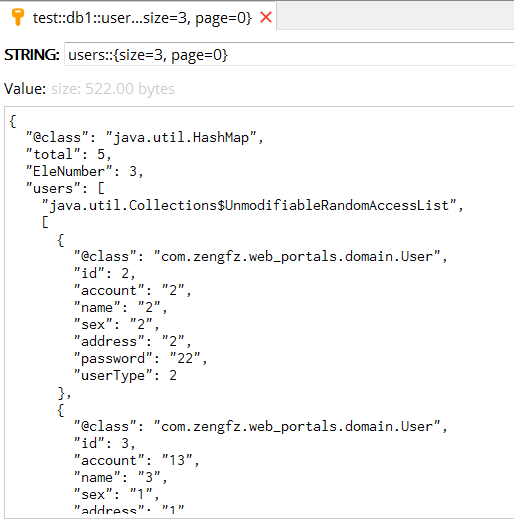 test::db1::user...size=3, page=0}
STRING: users::{size=3, page=0}
Value: size: 522.00 bytes
{
  "@class": "java.util.HashMap",
  "total": 5,
  "EleNumber": 3,
  "users": [
    "java.util.Collections$UnmodifiableRandomAccessList",
    [
      {
        "@class": "com.zengfz.web_portals.domain.User",
        "id": 2,
        "account": "2",
        "name": "2",
        "sex": "2",
        "address": "2",
        "password": "22",
        "userType": 2
      },
      {
        "@class": "com.zengfz.web_portals.domain.User",
        "id": 3,
        "account": "13",
        "name": "3",
        "sex": "1",
        "address": "1"